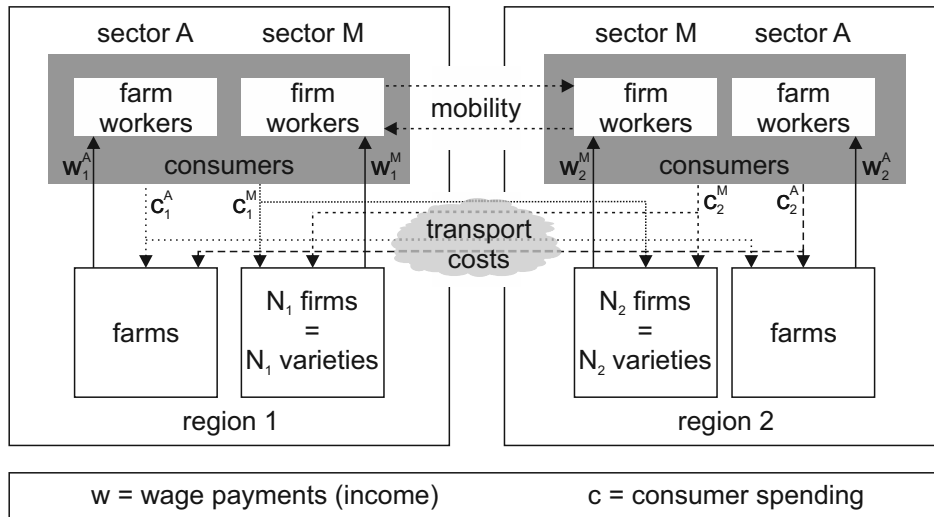 sector A sector M
farm workers
firm workers
consumers
w₁ᴬ w₁ᴹ
c₁ᴬ c₁ᴹ
farms
N₁ firms
=
N₁ varieties
region 1
mobility
transport
costs
sector M sector A
firm workers
farm workers
consumers
w₂ᴹ w₂ᴬ
c₂ᴹ c₂ᴬ
N₂ firms
=
N₂ varieties
farms
region 2
w = wage payments (income) c = consumer spending